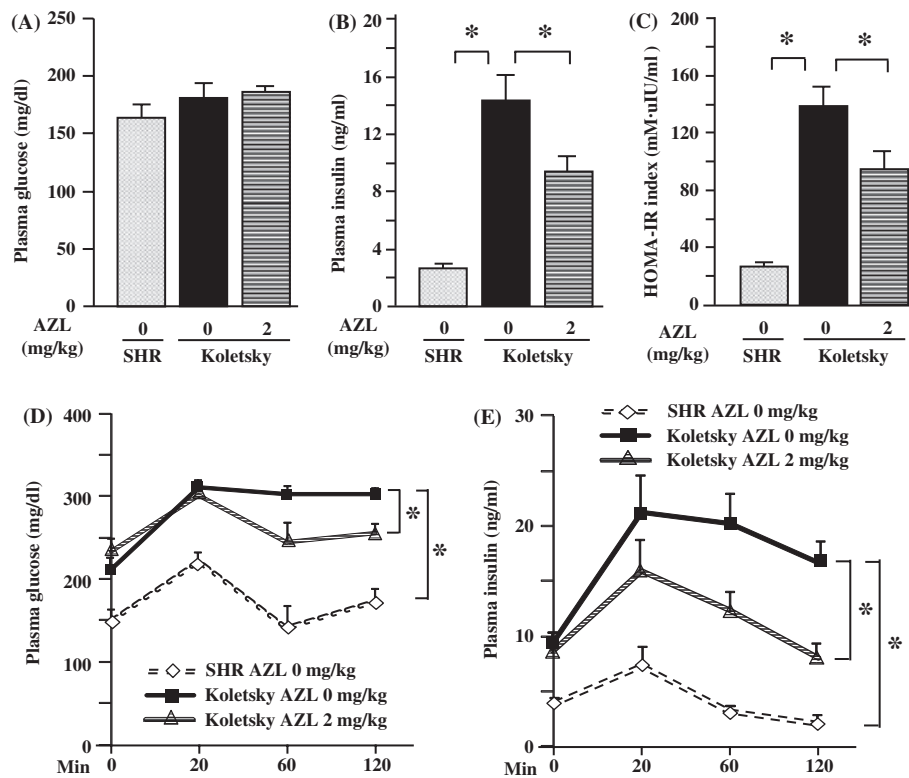 (A)
Plasma glucose (mg/dl)
250
200
150
100
50
0
AZL
(mg/kg)
0 0 2
SHR Koletsky
(B)
Plasma insulin (ng/ml)
20
16
12
8
4
0
* *
AZL
(mg/kg)
0 0 2
SHR Koletsky
(C)
HOMA-IR index (mM·uIU/ml)
200
160
120
80
40
0
* *
AZL
(mg/kg)
0 0 2
SHR Koletsky
(D)
Plasma glucose (mg/dl)
400
300
200
100
0
*
*
SHR AZL 0 mg/kg
Koletsky AZL 0 mg/kg
Koletsky AZL 2 mg/kg
Min 0 20 60 120
(E)
Plasma insuliin (ng/ml)
30
20
10
0
SHR AZL 0 mg/kg
Koletsky AZL 0 mg/kg
Koletsky AZL 2 mg/kg
*
*
Min 0 20 60 120